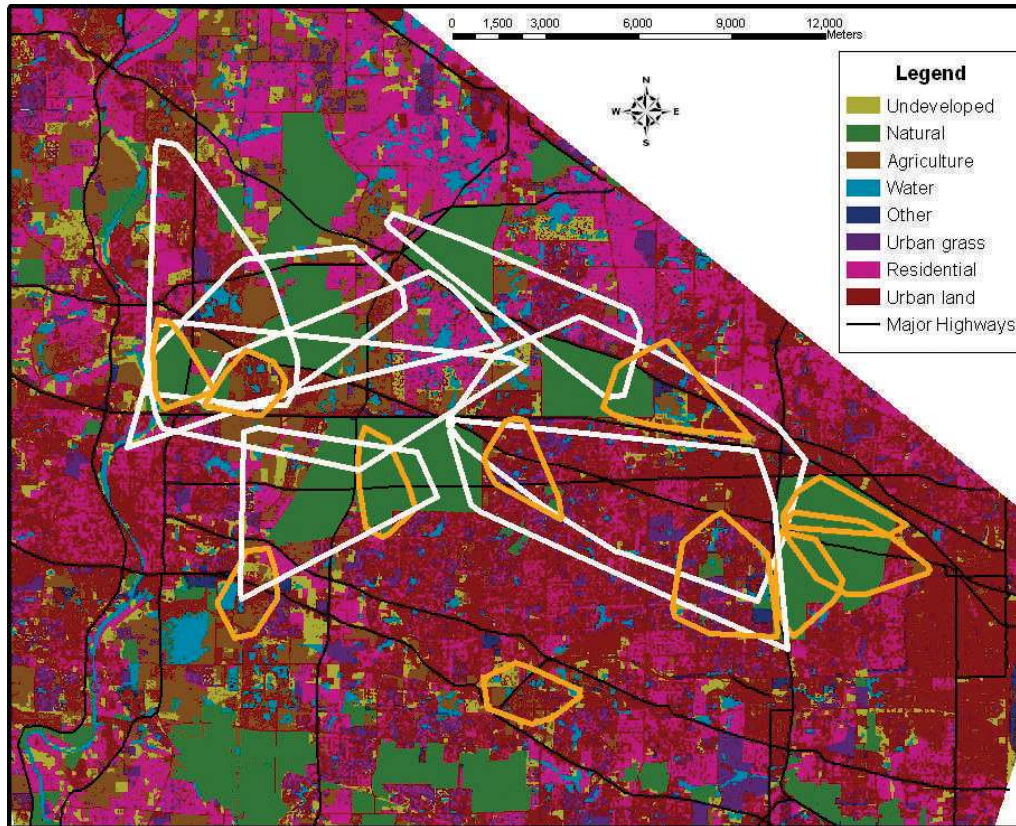 0 1,500 3,000 6,000 9,000 12,000
Meters
N
W E
S
Legend
Undeveloped
Natural
Agriculture
Water
Other
Urban grass
Residential
Urban land
Major Highways